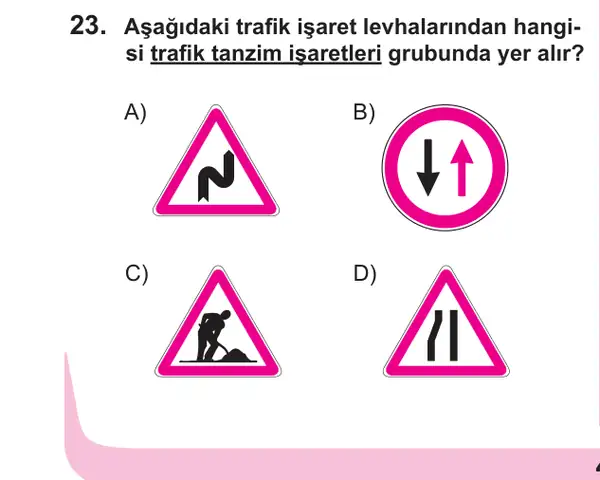 23. Aşağıdaki trafik işaret levhalarından hangi-
si trafik tanzim işaretleri grubunda yer alır?
A)
B)
C)
D)